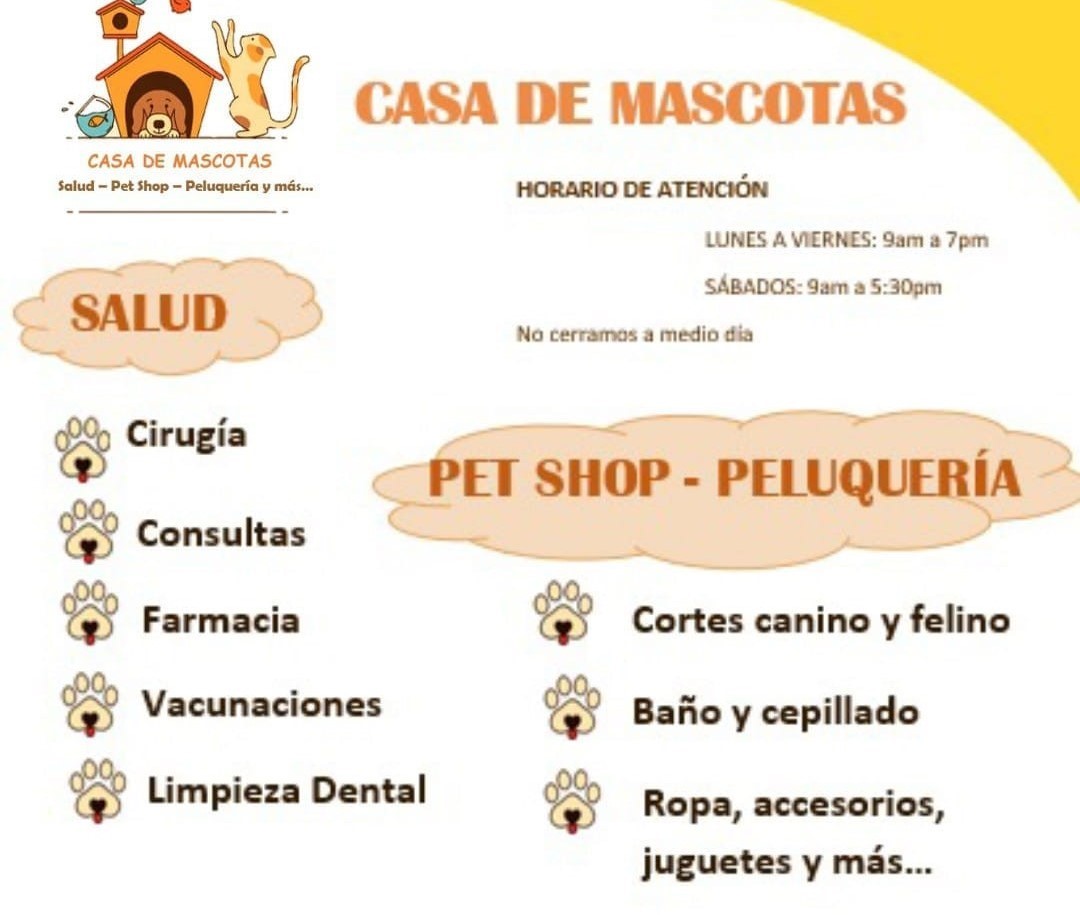 CASA DE MASCOTAS
Salud – Pet Shop – Peluquería y más...
CASA DE MASCOTAS
HORARIO DE ATENCIÓN
LUNES A VIERNES: 9am a 7pm
SÁBADOS: 9am a 5:30pm
No cerramos a medio día
SALUD
Cirugía
Consultas
Farmacia
Vacunaciones
Limpieza Dental
PET SHOP - PELUQUERÍA
Cortes canino y felino
Baño y cepillado
Ropa, accesorios,
juguetes y más...